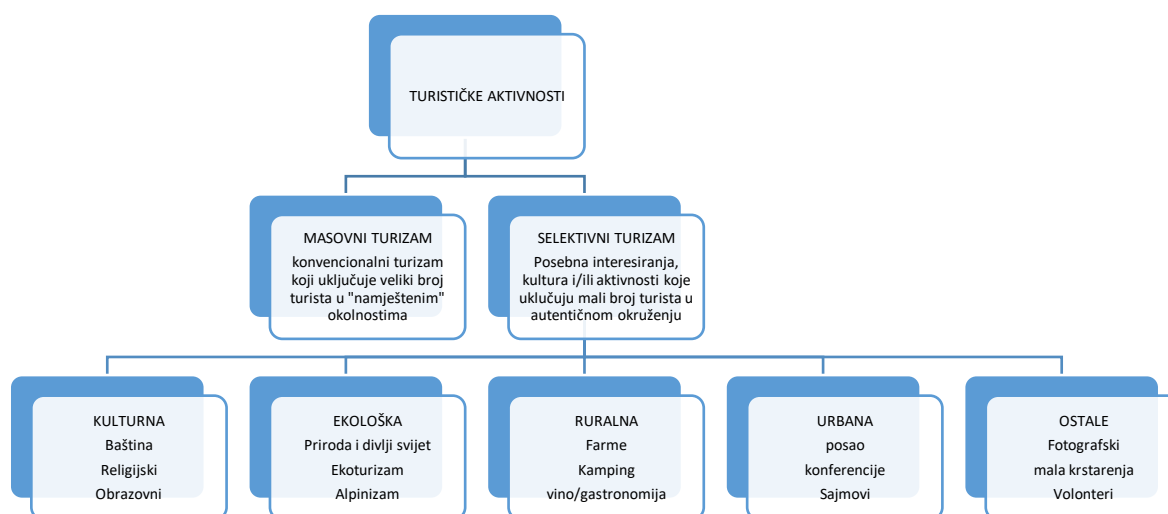 TURISTIČKE AKTIVNOSTI
MASOVNI TURIZAM
konvencionalni turizam
koji uključuje veliki broj
turista u "namještenim"
okolnostima
SELEKTIVNI TURIZAM
Posebna interesiranja,
kultura i/ili aktivnosti koje
uklučuju mali broj turista u
autentičnom okruženju
KULTURNA
Baština
Religijski
Obrazovni
EKOLOŠKA
Priroda i divlji svijet
Ekoturizam
Alpinizam
RURALNA
Farme
Kamping
vino/gastronomija
URBANA
posao
konferencije
Sajmovi
OSTALE
Fotografski
mala krstarenja
Volonteri